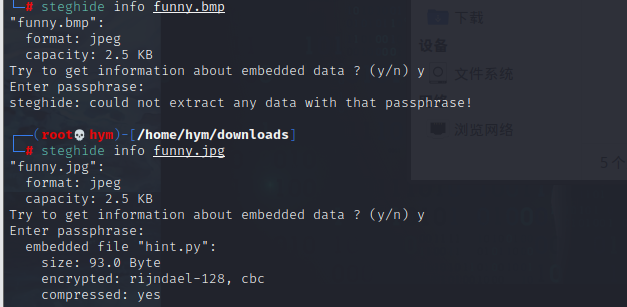 # steghide info funny.bmp
"funny.bmp":
format: jpeg
capacity: 2.5 KB
Try to get information about embedded data ? (y/n) y
Enter passphrase:
steghide: could not extract any data with that passphrase!
(root💀hym)-[/home/hym/downloads]
# steghide info funny.jpg
"funny.jpg":
format: jpeg
capacity: 2.5 KB
Try to get information about embedded data ? (y/n) y
Enter passphrase:
embedded file "hint.py":
size: 93.0 Byte
encrypted: rijndael-128, cbc
compressed: yes
下载
设备
文件系统
浏览网络
5个